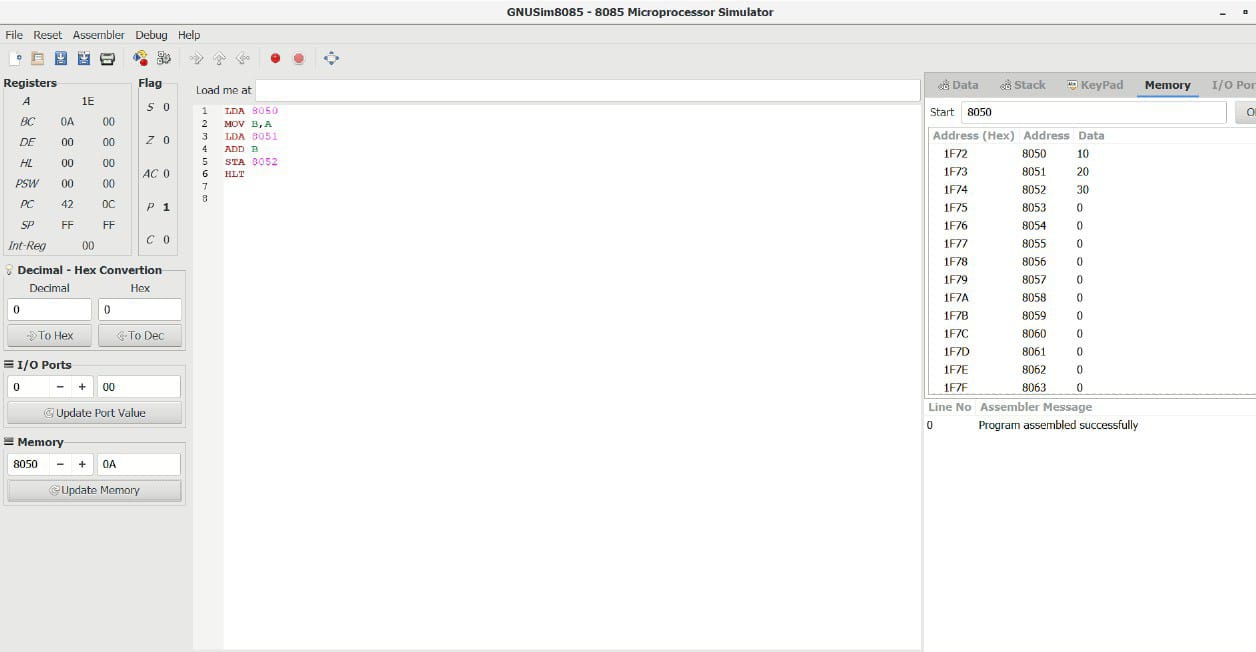 GNUSim8085 - 8085 Microprocessor Simulator
File Reset Assembler Debug Help
Registers
A 1E
BC 0A 00
DE 00 00
HL 00 00
PSW 00 00
PC 42 0C
SP FF FF
Int-Reg 00
Flag
S 0
Z 0
AC 0
P 1
C 0
Decimal - Hex Convertion
Decimal Hex
0 0
To Hex To Dec
I/O Ports
0 - + 00
Update Port Value
Memory
8050 - + 0A
Update Memory
Load me at
1 LDA 8050
2 MOV B,A
3 LDA 8051
4 ADD B
5 STA 8052
6 HLT
7
8
Data Stack KeyPad Memory I/O Por
Start 8050 O
Address (Hex) Address Data
1F72 8050 10
1F73 8051 20
1F74 8052 30
1F75 8053 0
1F76 8054 0
1F77 8055 0
1F78 8056 0
1F79 8057 0
1F7A 8058 0
1F7B 8059 0
1F7C 8060 0
1F7D 8061 0
1F7E 8062 0
1F7F 8063 0
Line No Assembler Message
0 Program assembled successfully